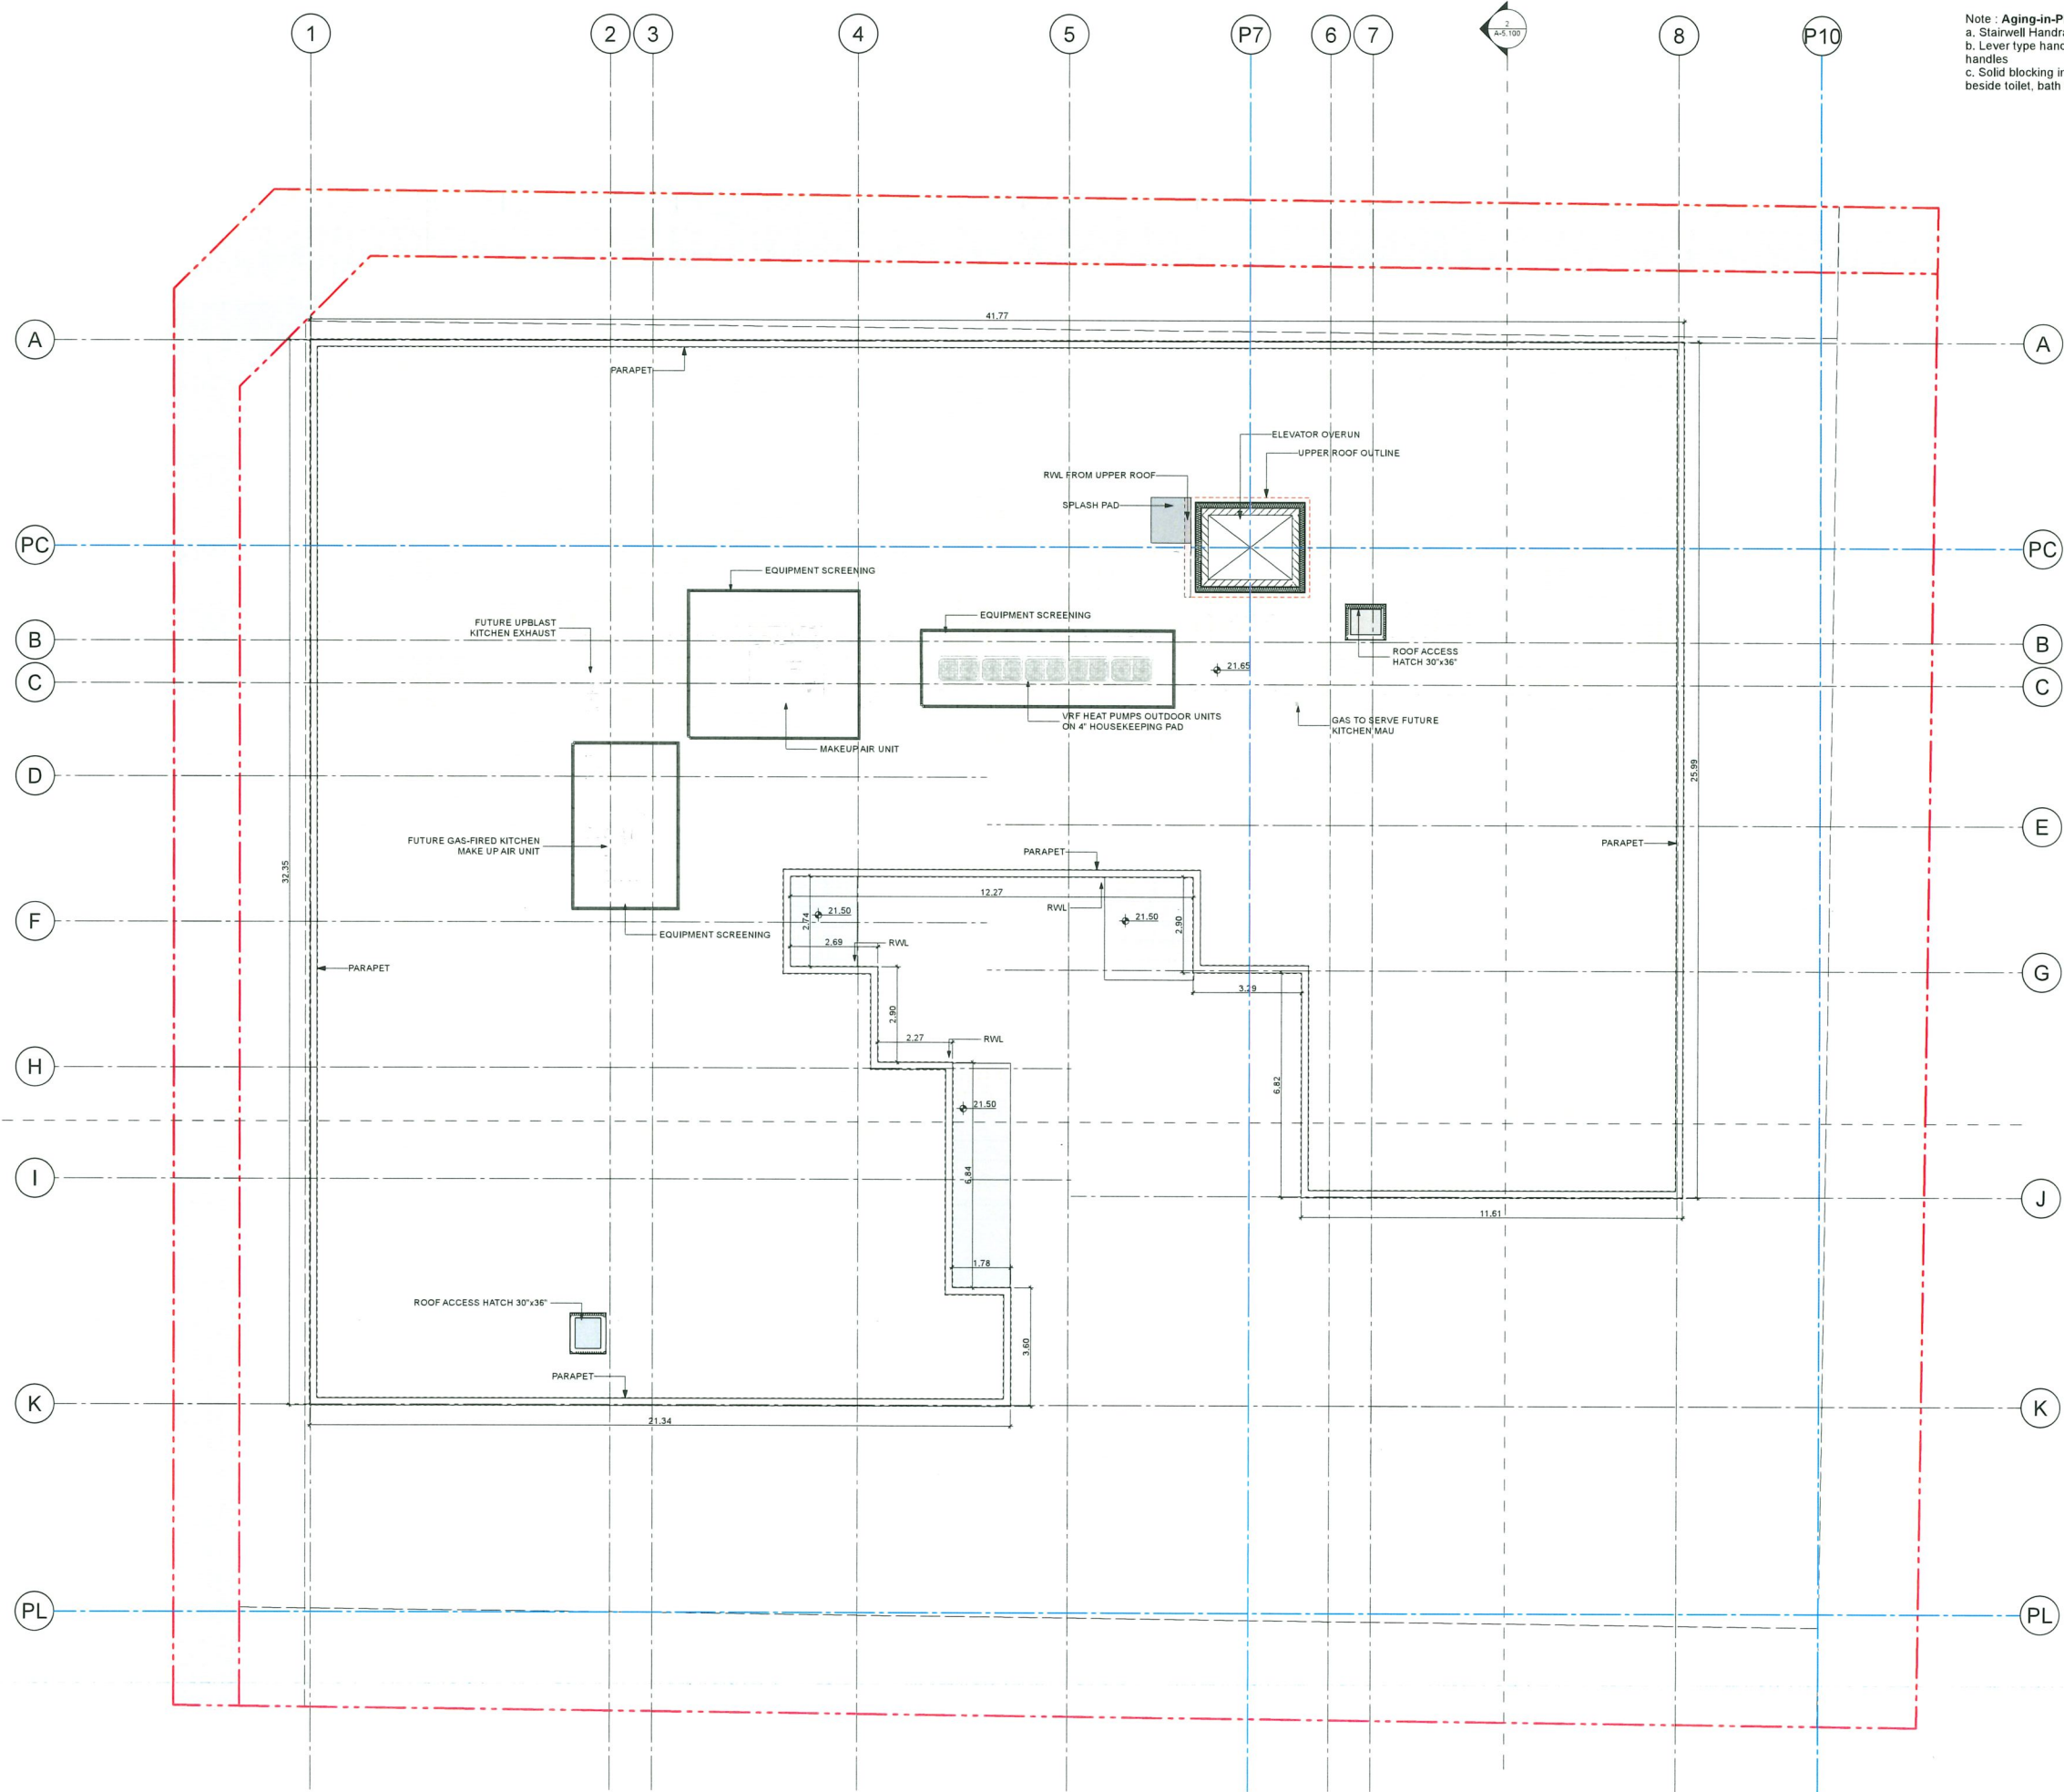 1
2
3
4
5
P7
6
7
2
A-5.100
8
P10
Note : Aging-in-P
a. Stairwell Handra
b. Lever type hand
handles
c. Solid blocking in
beside toilet, bath
41.77
A
A
PARAPET
ELEVATOR OVERUN
UPPER ROOF OUTLINE
RWL FROM UPPER ROOF
SPLASH PAD
PC
PC
EQUIPMENT SCREENING
EQUIPMENT SCREENING
FUTURE UPBLAST
KITCHEN EXHAUST
B
B
ROOF ACCESS
HATCH 30"x36"
21.65
C
C
VRF HEAT PUMPS OUTDOOR UNITS
ON 4" HOUSEKEEPING PAD
GAS TO SERVE FUTURE
KITCHEN MAU
MAKEUP AIR UNIT
D
25.99
E
FUTURE GAS-FIRED KITCHEN
MAKE UP AIR UNIT
PARAPET
PARAPET
32.35
12.27
RWL
F
21.50
21.50
2.74
2.90
EQUIPMENT SCREENING
2.69
RWL
PARAPET
G
3.29
2.90
2.27
RWL
H
6.82
21.50
I
6.84
J
11.61
1.78
ROOF ACCESS HATCH 30"x36"
3.60
PARAPET
K
K
21.34
PL
PL